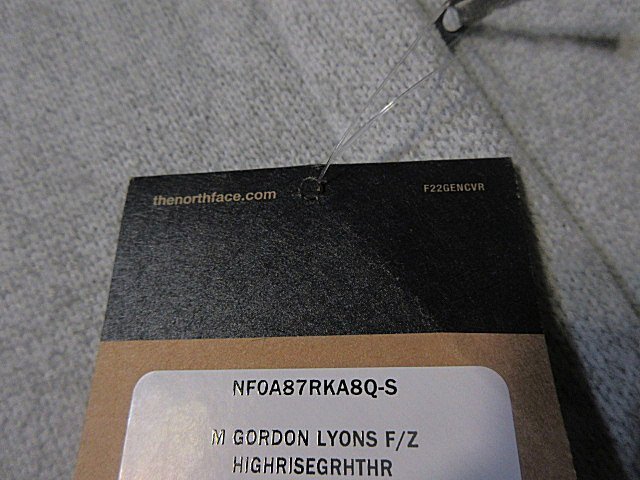 thenorthface.com
F22GENCVR
NF0A87RKA8Q-S
M GORDON LYONS F/Z
HIGHRISEGRHTHR